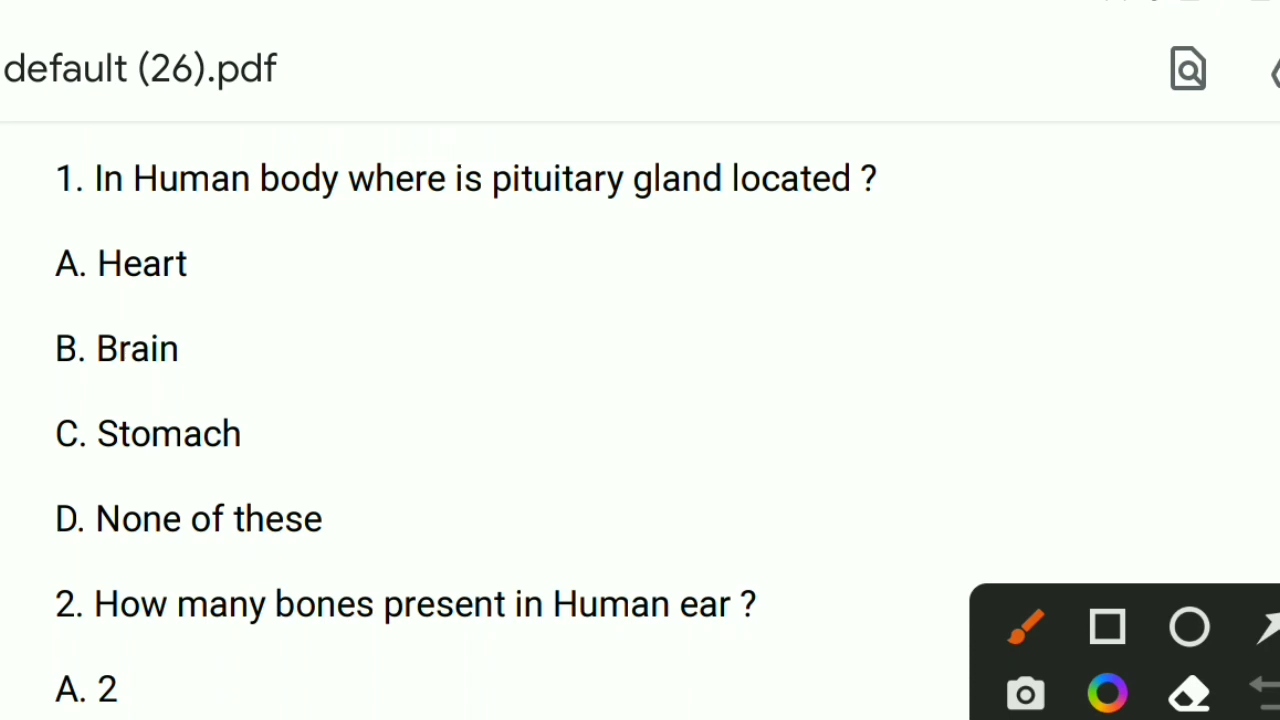 default (26).pdf
1. In Human body where is pituitary gland located ?
A. Heart
B. Brain
C. Stomach
D. None of these
2. How many bones present in Human ear ?
A. 2